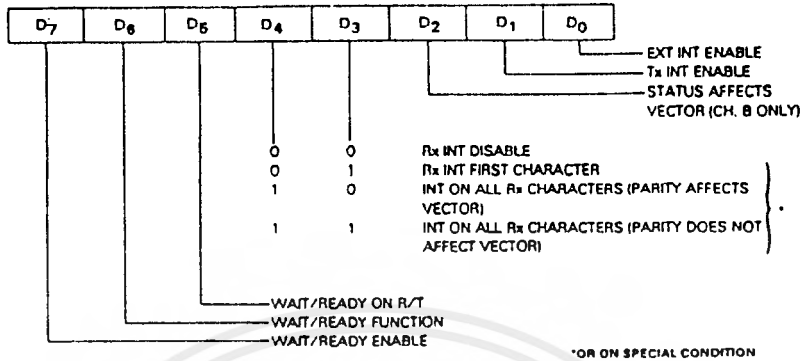 D7 D6 D5 D4 D3 D2 D1 D0
EXT INT ENABLE
Tx INT ENABLE
STATUS AFFECTS
VECTOR (CH. B ONLY)
0 0 Rx INT DISABLE
0 1 Rx INT FIRST CHARACTER
1 0 INT ON ALL Rx CHARACTERS (PARITY AFFECTS
VECTOR)
1 1 INT ON ALL Rx CHARACTERS (PARITY DOES NOT
AFFECT VECTOR)
*
WAIT/READY ON R/T
WAIT/READY FUNCTION
WAIT/READY ENABLE
*OR ON SPECIAL CONDITION